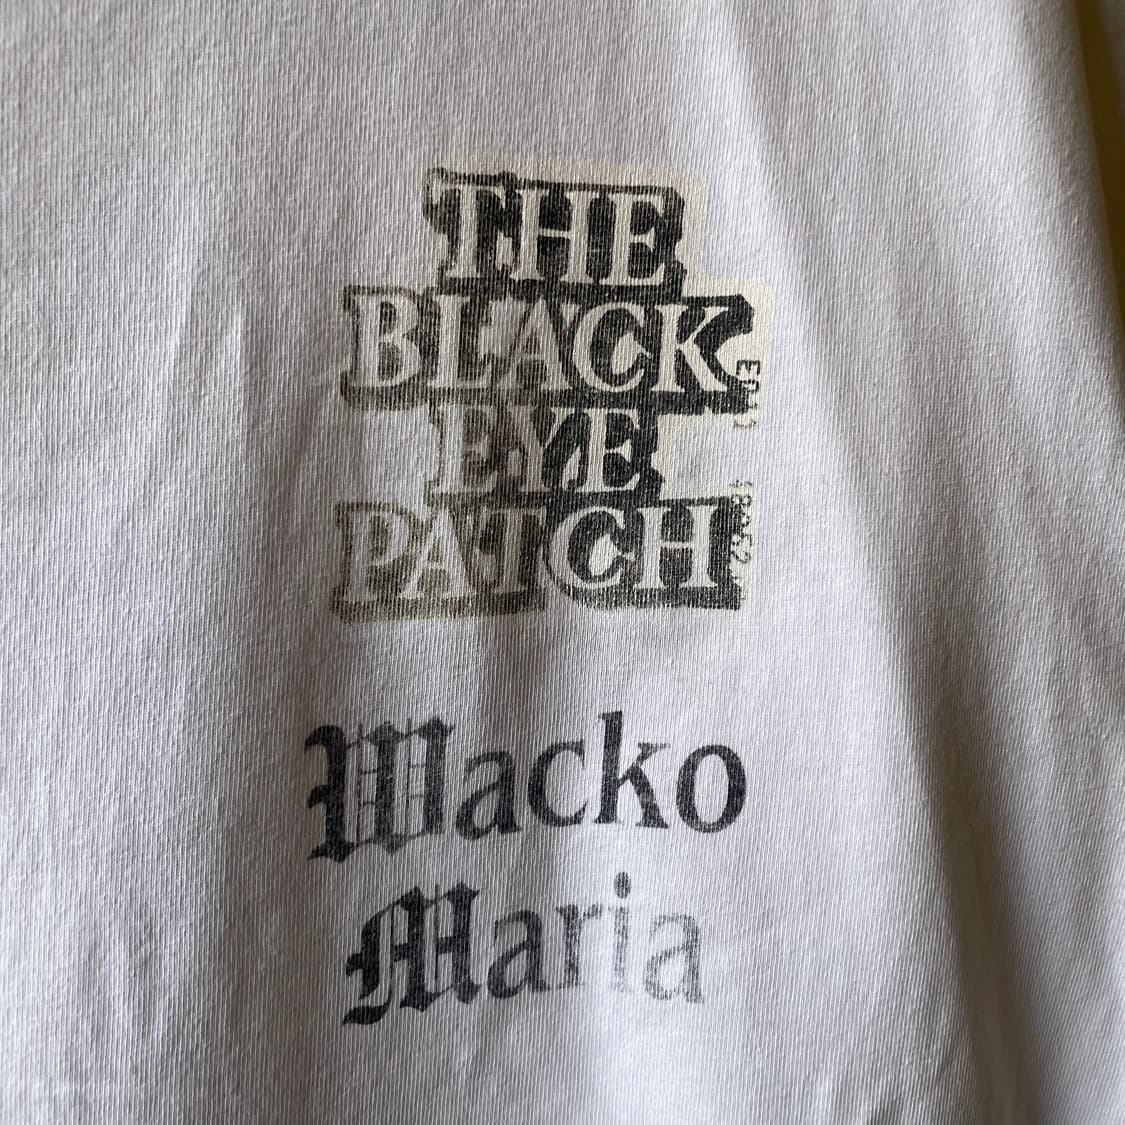 THE
BLACK
EYE
PATCH
Wacko
Maria